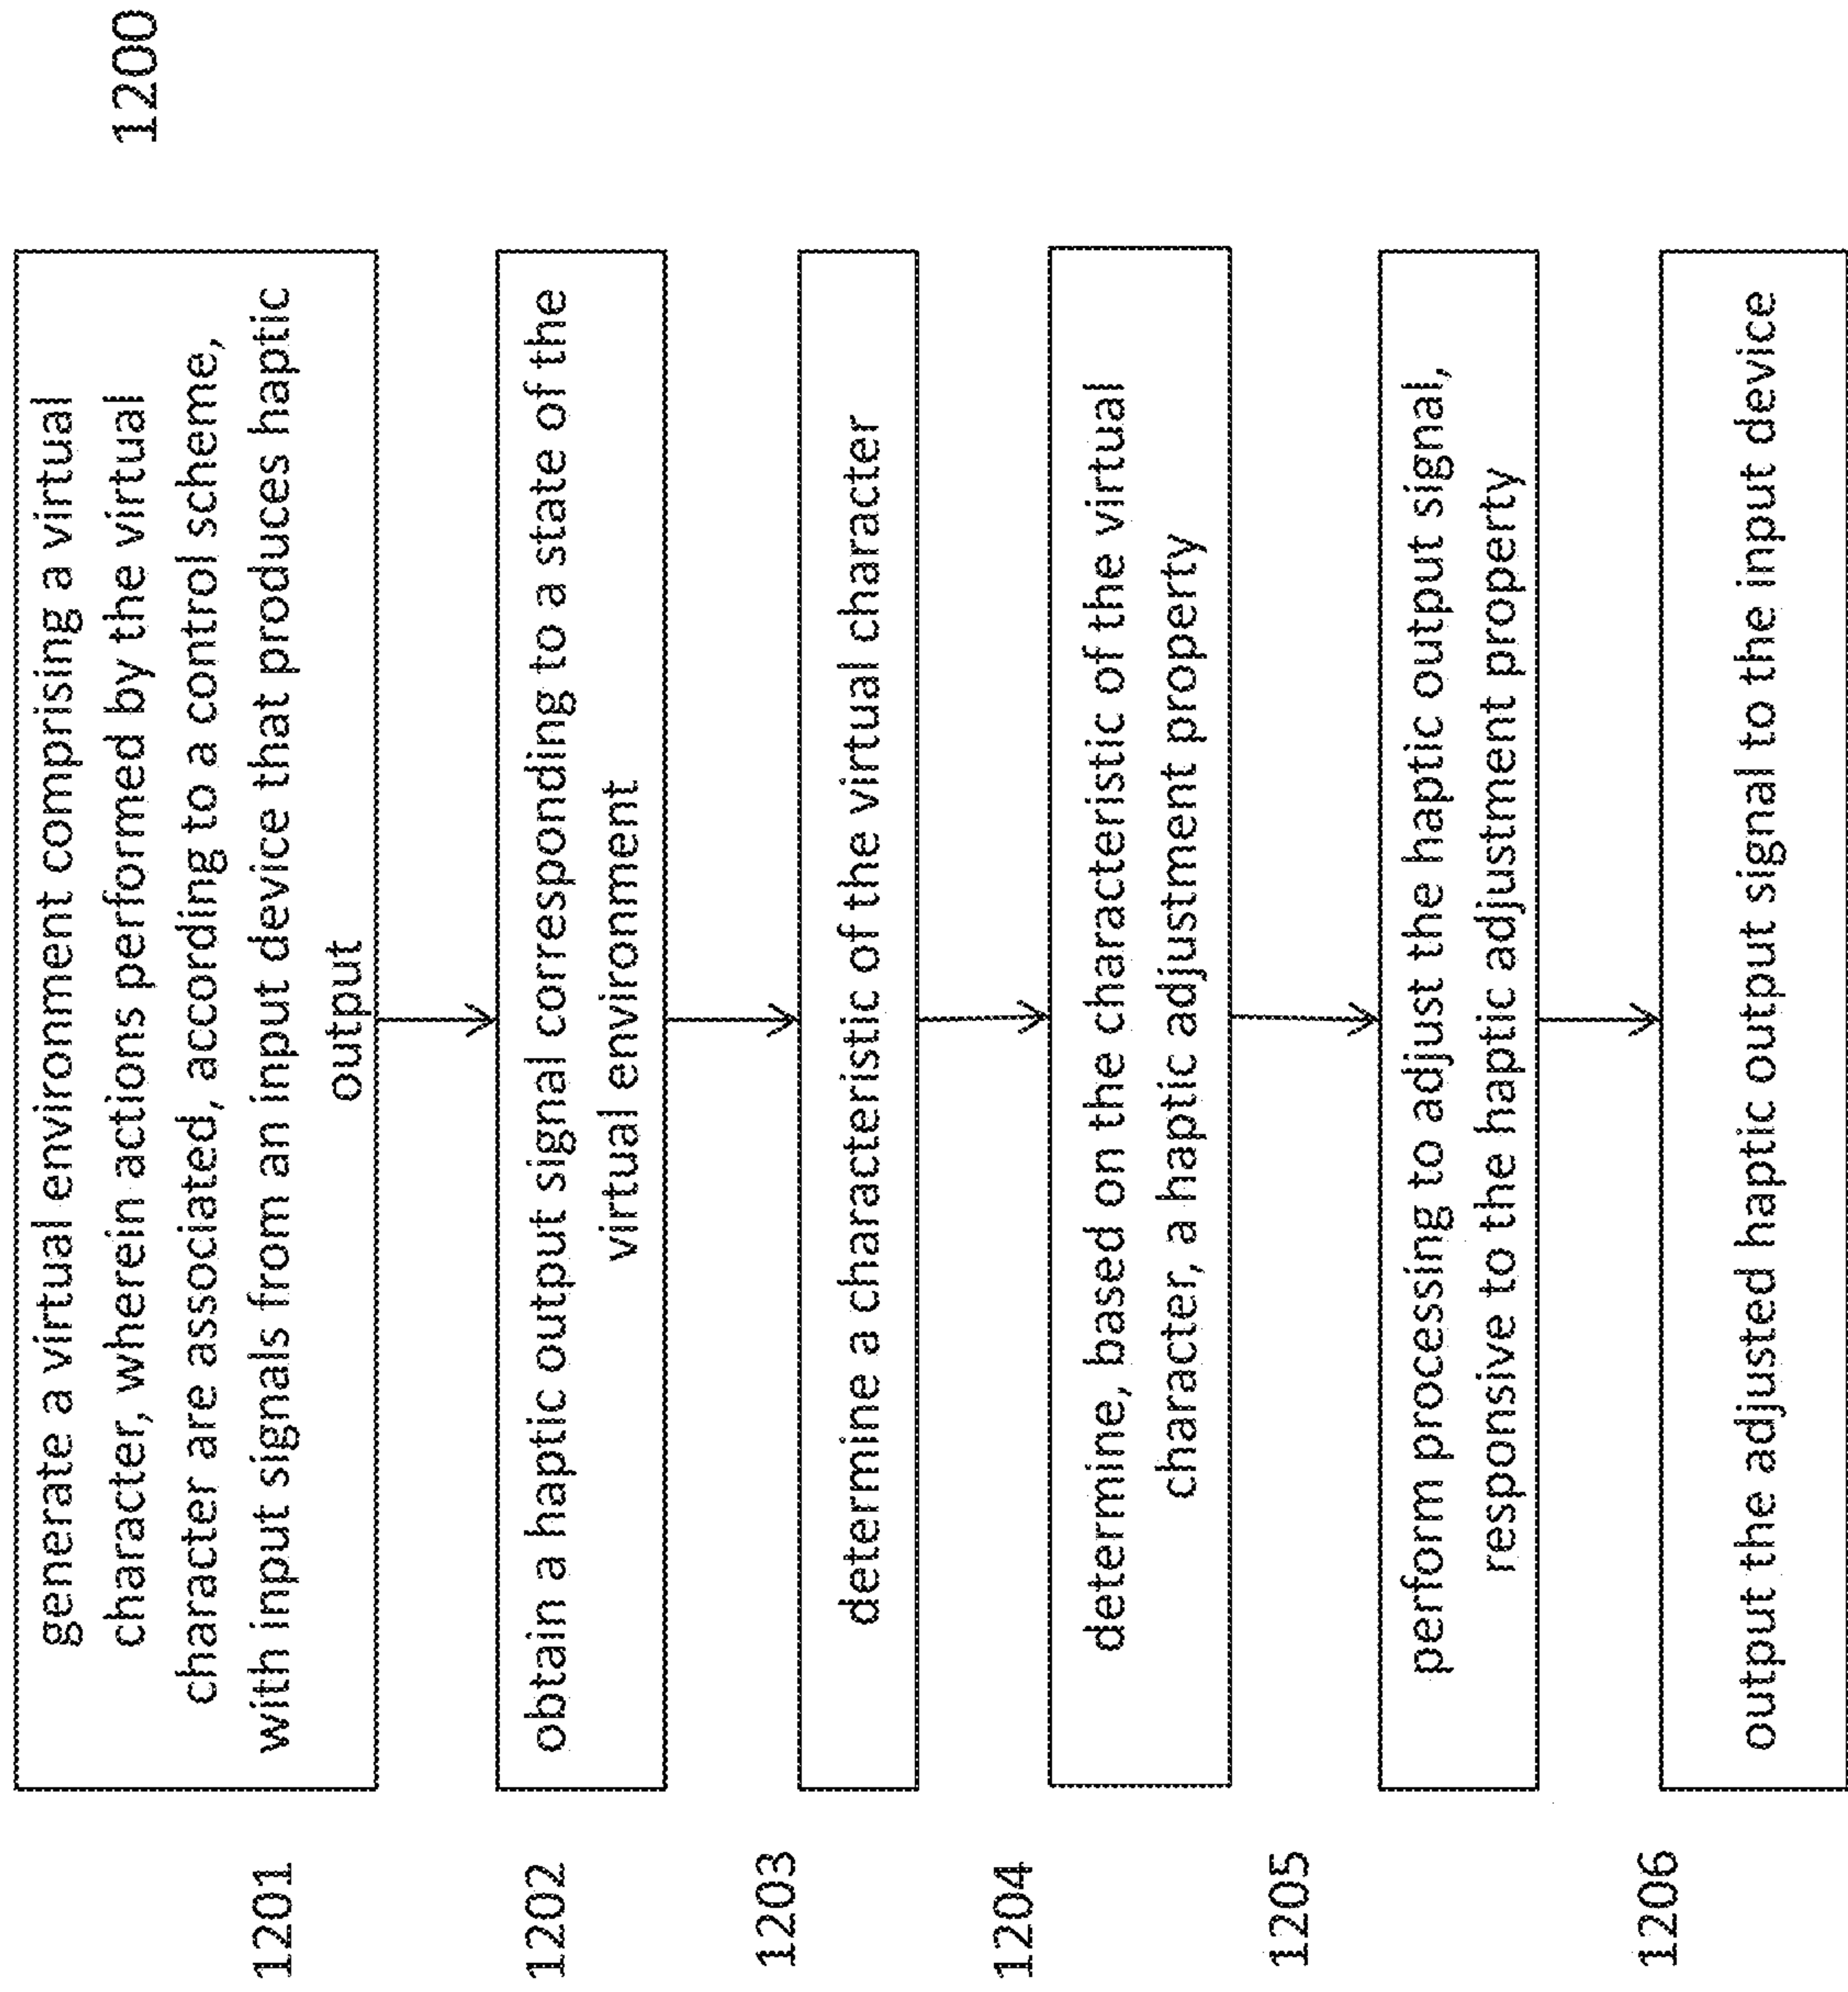 1200
1201
generate a virtual environment comprising a virtual
character, wherein actions performed by the virtual
character are associated, according to a control scheme,
with input signals from an input device that produces haptic
output
1202
obtain a haptic output signal corresponding to a state of the
virtual environment
1203
determine a characteristic of the virtual character
1204
determine, based on the characteristic of the virtual
character, a haptic adjustment property
1205
perform processing to adjust the haptic output signal,
responsive to the haptic adjustment property
1206
output the adjusted haptic output signal to the input device